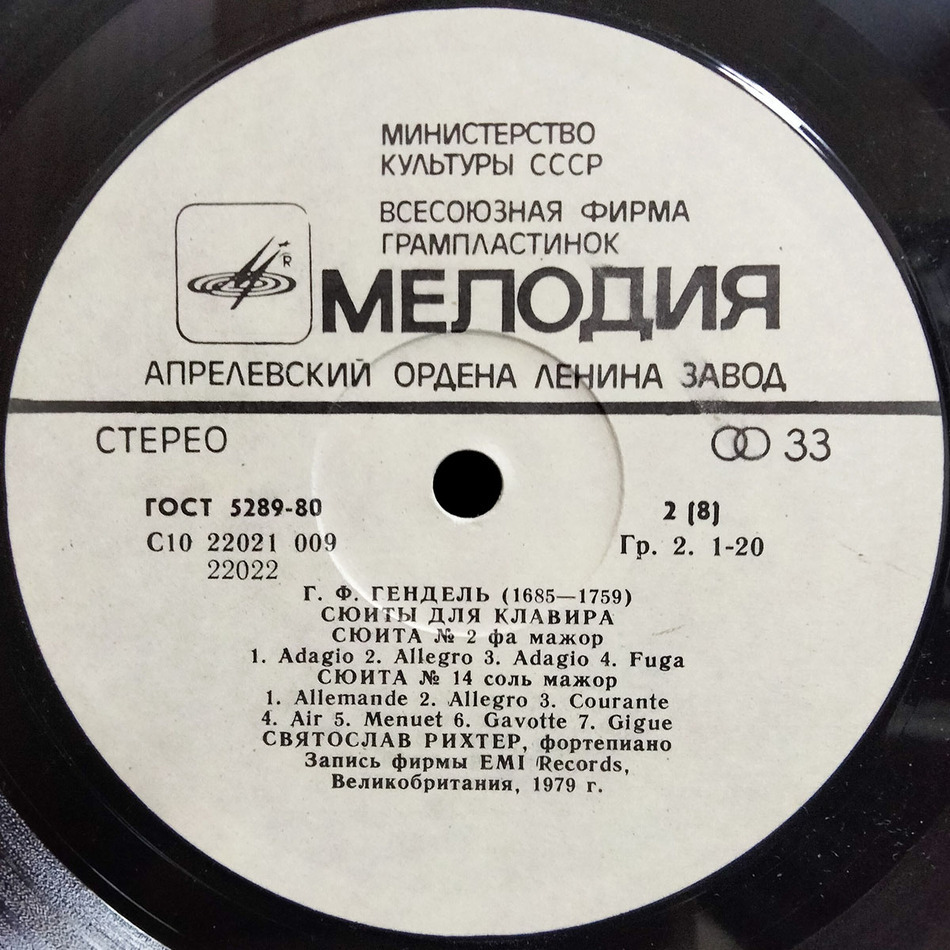 МИНИСТЕРСТВО
КУЛЬТУРЫ СССР
ВСЕСОЮЗНАЯ ФИРМА
ГРАМПЛАСТИНОК
R
МЕЛОДИЯ
АПРЕЛЕВСКИЙ ОРДЕНА ЛЕНИНА ЗАВОД
СТЕРЕО
33
ГОСТ 5289-80
2 (8)
С10 22021 009
Гр. 2. 1-20
22022
Г. Ф. ГЕНДЕЛЬ (1685—1759)
СЮИТЫ ДЛЯ КЛАВИРА
СЮИТА № 2 фа мажор
1. Adagio 2. Allegro 3. Adagio 4. Fuga
СЮИТА № 14 соль мажор
1. Allemande 2. Allegro 3. Courante
4. Air 5. Menuet 6. Gavotte 7. Gigue
СВЯТОСЛАВ РИХТЕР, фортепиано
Запись фирмы EMI Records,
Великобритания, 1979 г.